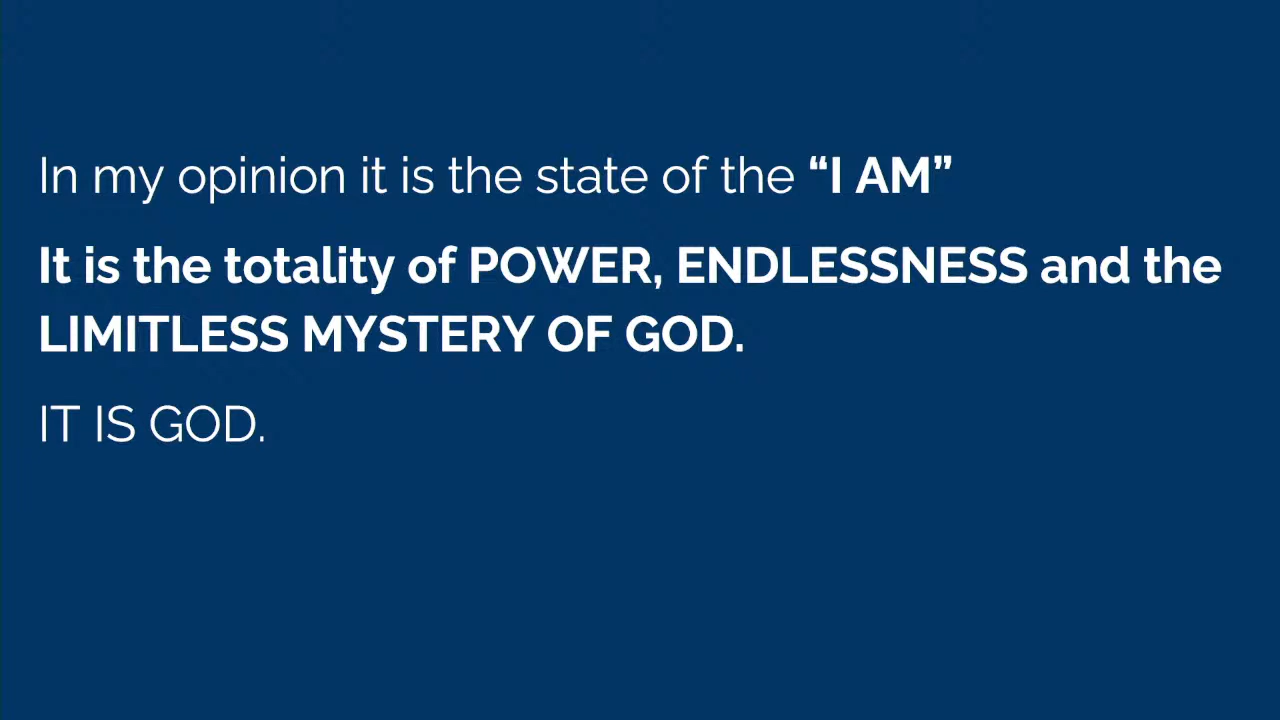 In my opinion it is the state of the “I AM”
It is the totality of POWER, ENDLESSNESS and the
LIMITLESS MYSTERY OF GOD.
IT IS GOD.